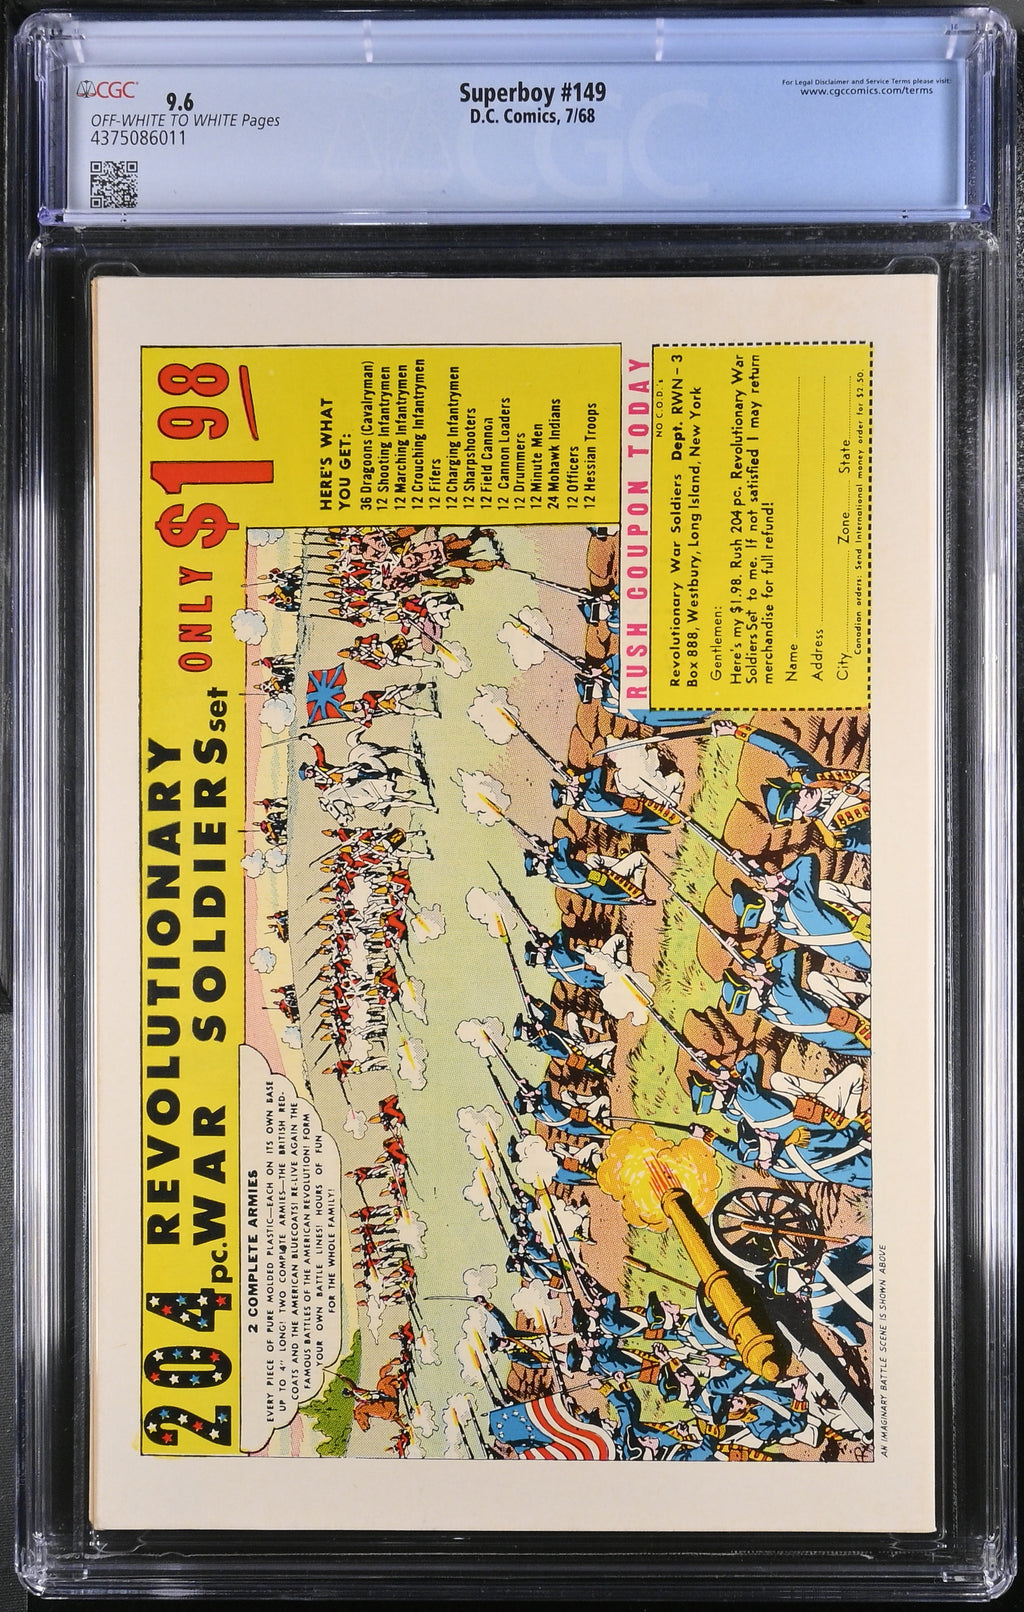 CGC
9.6
OFF-WHITE TO WHITE Pages
4375086011
Superboy #149
D.C. Comics, 7/68
For Legal Disclaimer and Service Terms please visit:
www.cgccomics.com/terms
CGC
204 REVOLUTIONARY
pc. WAR SOLDIERS set ONLY $1 98
2 COMPLETE ARMIES
EVERY PIECE OF PURE MOLDED PLASTIC—EACH ON ITS OWN BASE
UP TO 4" LONG! TWO COMPLETE ARMIES—THE BRITISH RED-
COATS AND THE AMERICAN BLUECOATS! RE-LIVE AGAIN THE
FAMOUS BATTLES OF THE AMERICAN REVOLUTION! FORM
YOUR OWN BATTLE LINES! HOURS OF FUN
FOR THE WHOLE FAMILY!
HERE'S WHAT
YOU GET:
36 Dragoons (Cavalryman)
12 Shooting Infantrymen
12 Marching Infantrymen
12 Crouching Infantrymen
12 Fifers
12 Charging Infantrymen
12 Sharpshooters
12 Field Cannon
12 Cannon Loaders
12 Drummers
12 Minute Men
24 Mohawk Indians
12 Officers
12 Hessian Troops
RUSH COUPON TODAY
NO C.O.D.'s
Revolutionary War Soldiers Dept. RWN-3
Box 888, Westbury, Long Island, New York
Gentlemen:
Here's my $1.98. Rush 204 pc. Revolutionary War
Soldiers Set to me. If not satisfied I may return
merchandise for full refund!
Name
Address
City Zone State
Canadian orders: Send International money order for $2.50.
AN IMAGINARY BATTLE SCENE IS SHOWN ABOVE